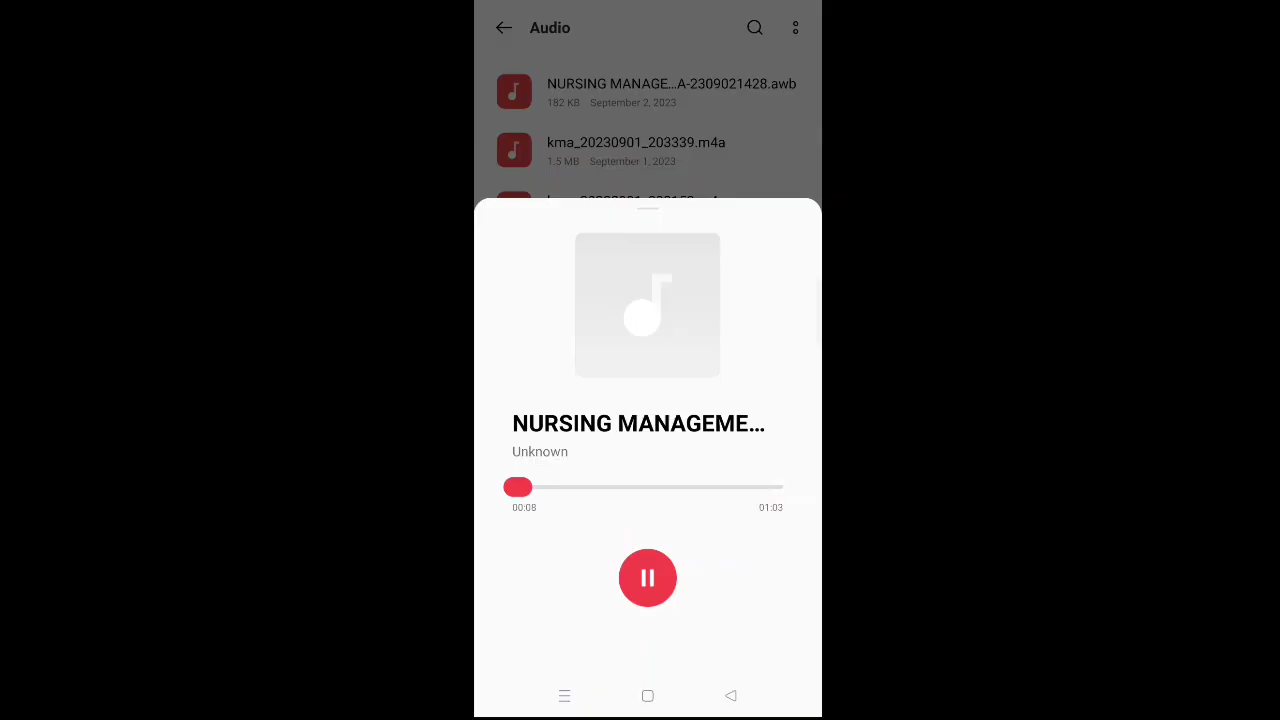 Audio
NURSING MANAGE...A-2309021428.awb
182 KB September 2, 2023
kma_20230901_203339.m4a
1.5 MB September 1, 2023
NURSING MANAGEME...
Unknown
00:08 01:03